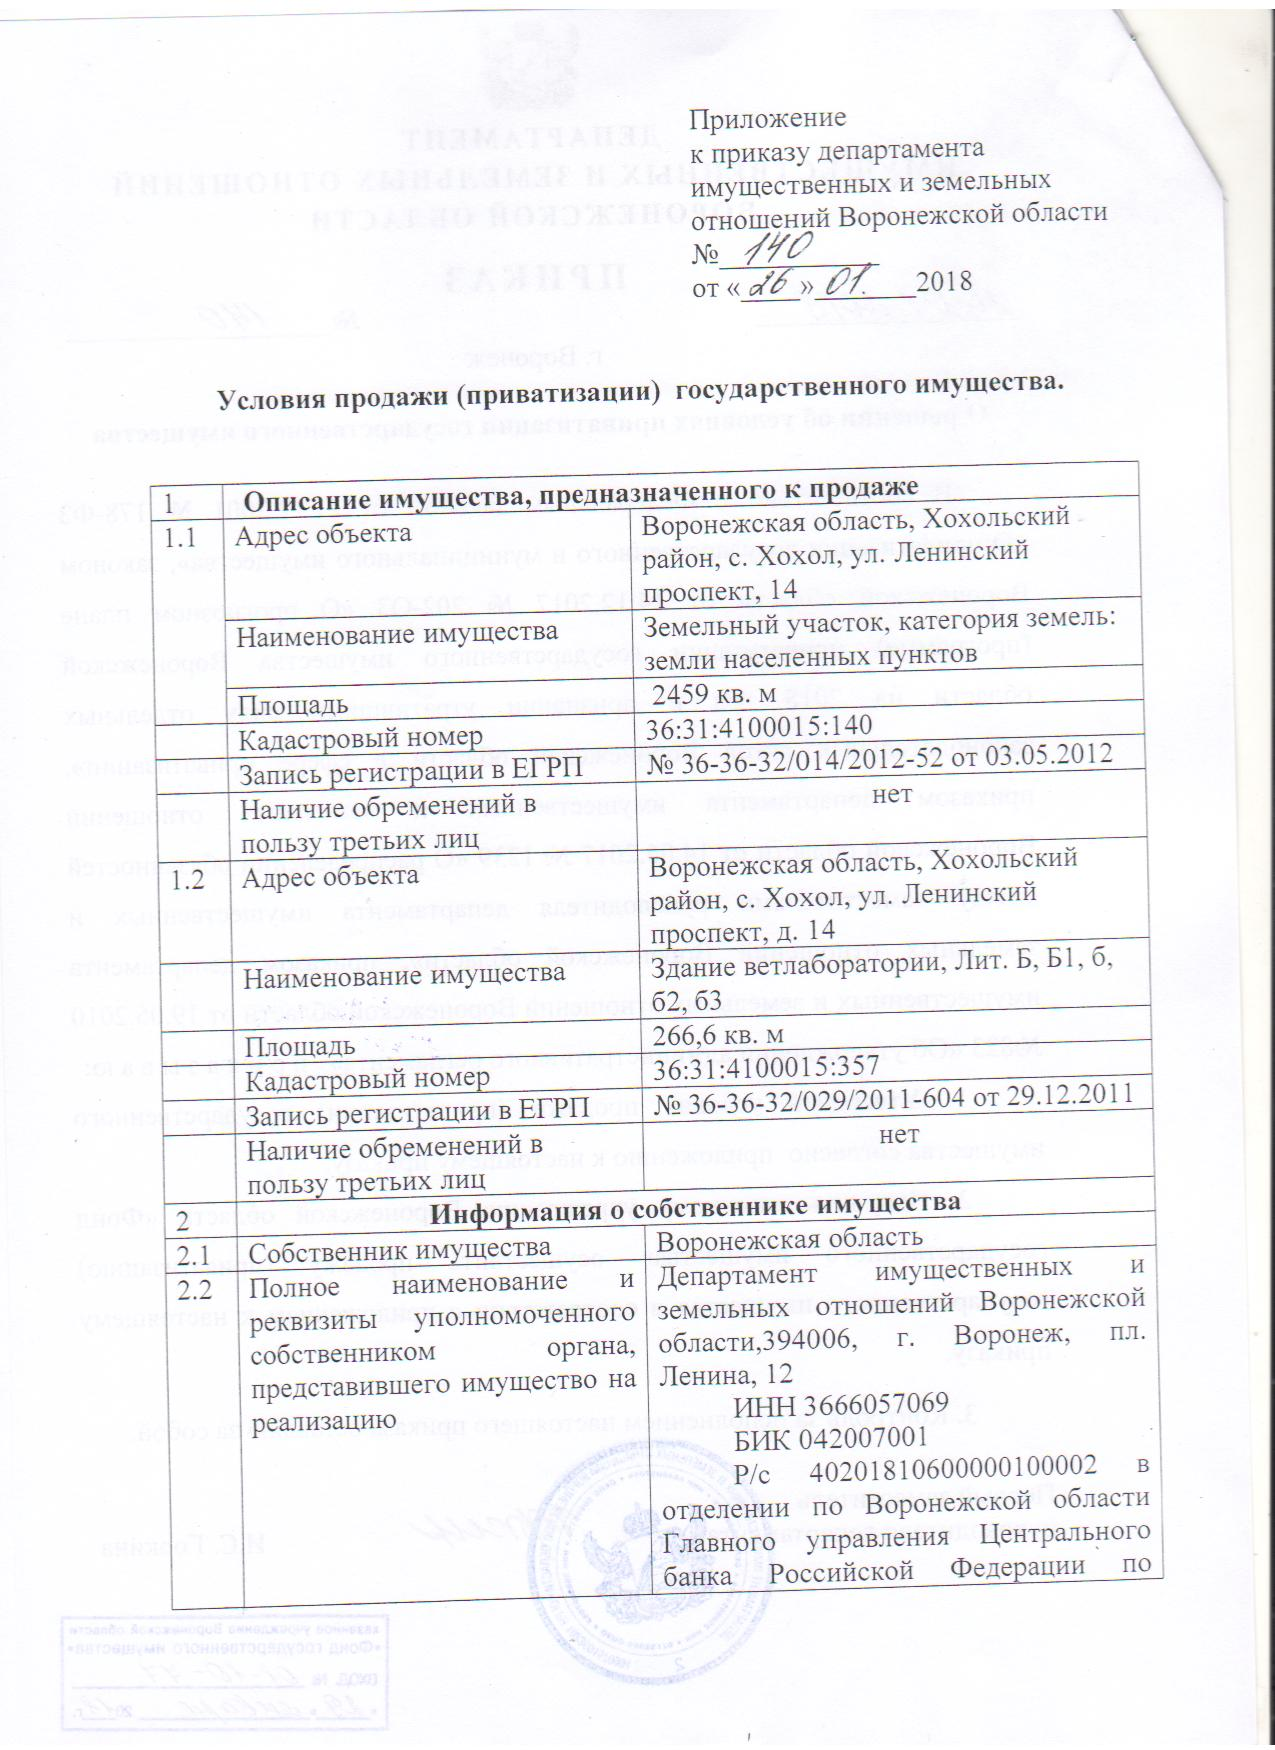 Приложение
к приказу департамента
имущественных и земельных
отношений Воронежской области
№ 140
от «26» 01. 2018
Условия продажи (приватизации) государственного имущества.
1 Описание имущества, предназначенного к продаже
1.1 Адрес объекта Воронежская область, Хохольский
район, с. Хохол, ул. Ленинский
проспект, 14
Наименование имущества Земельный участок, категория земель:
земли населенных пунктов
Площадь 2459 кв. м
Кадастровый номер 36:31:4100015:140
Запись регистрации в ЕГРП № 36-36-32/014/2012-52 от 03.05.2012
Наличие обременений в нет
пользу третьих лиц
1.2 Адрес объекта Воронежская область, Хохольский
район, с. Хохол, ул. Ленинский
проспект, д. 14
Наименование имущества Здание ветлаборатории, Лит. Б, Б1, б,
б2, б3
Площадь 266,6 кв. м
Кадастровый номер 36:31:4100015:357
Запись регистрации в ЕГРП № 36-36-32/029/2011-604 от 29.12.2011
Наличие обременений в нет
пользу третьих лиц
2 Информация о собственнике имущества
2.1 Собственник имущества Воронежская область
2.2 Полное наименование и Департамент имущественных и
реквизиты уполномоченного земельных отношений Воронежской
собственником органа, области,394006, г. Воронеж, пл.
представившего имущество на Ленина, 12
реализацию ИНН 3666057069
БИК 042007001
Р/с 40201810600000100002 в
отделении по Воронежской области
Главного управления Центрального
банка Российской Федерации по